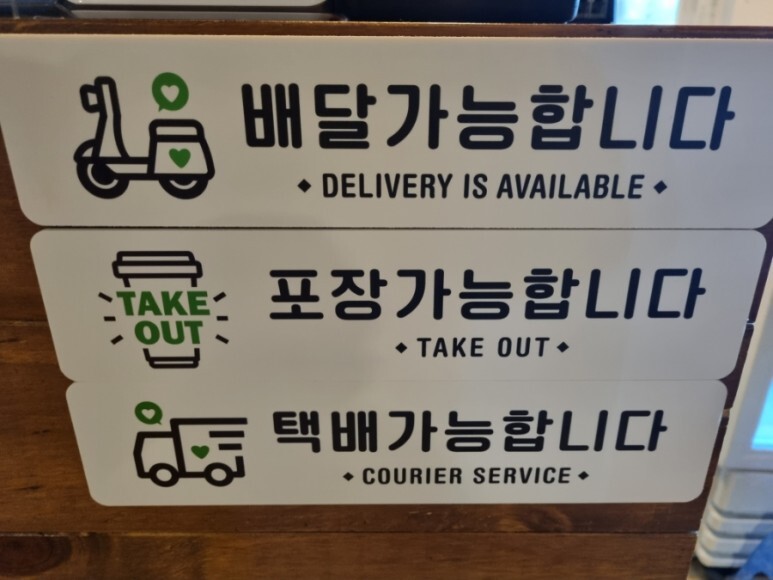 배달가능합니다
◆ DELIVERY IS AVAILABLE ◆
TAKE
OUT
포장가능합니다
◆ TAKE OUT ◆
택배가능합니다
◆ COURIER SERVICE ◆